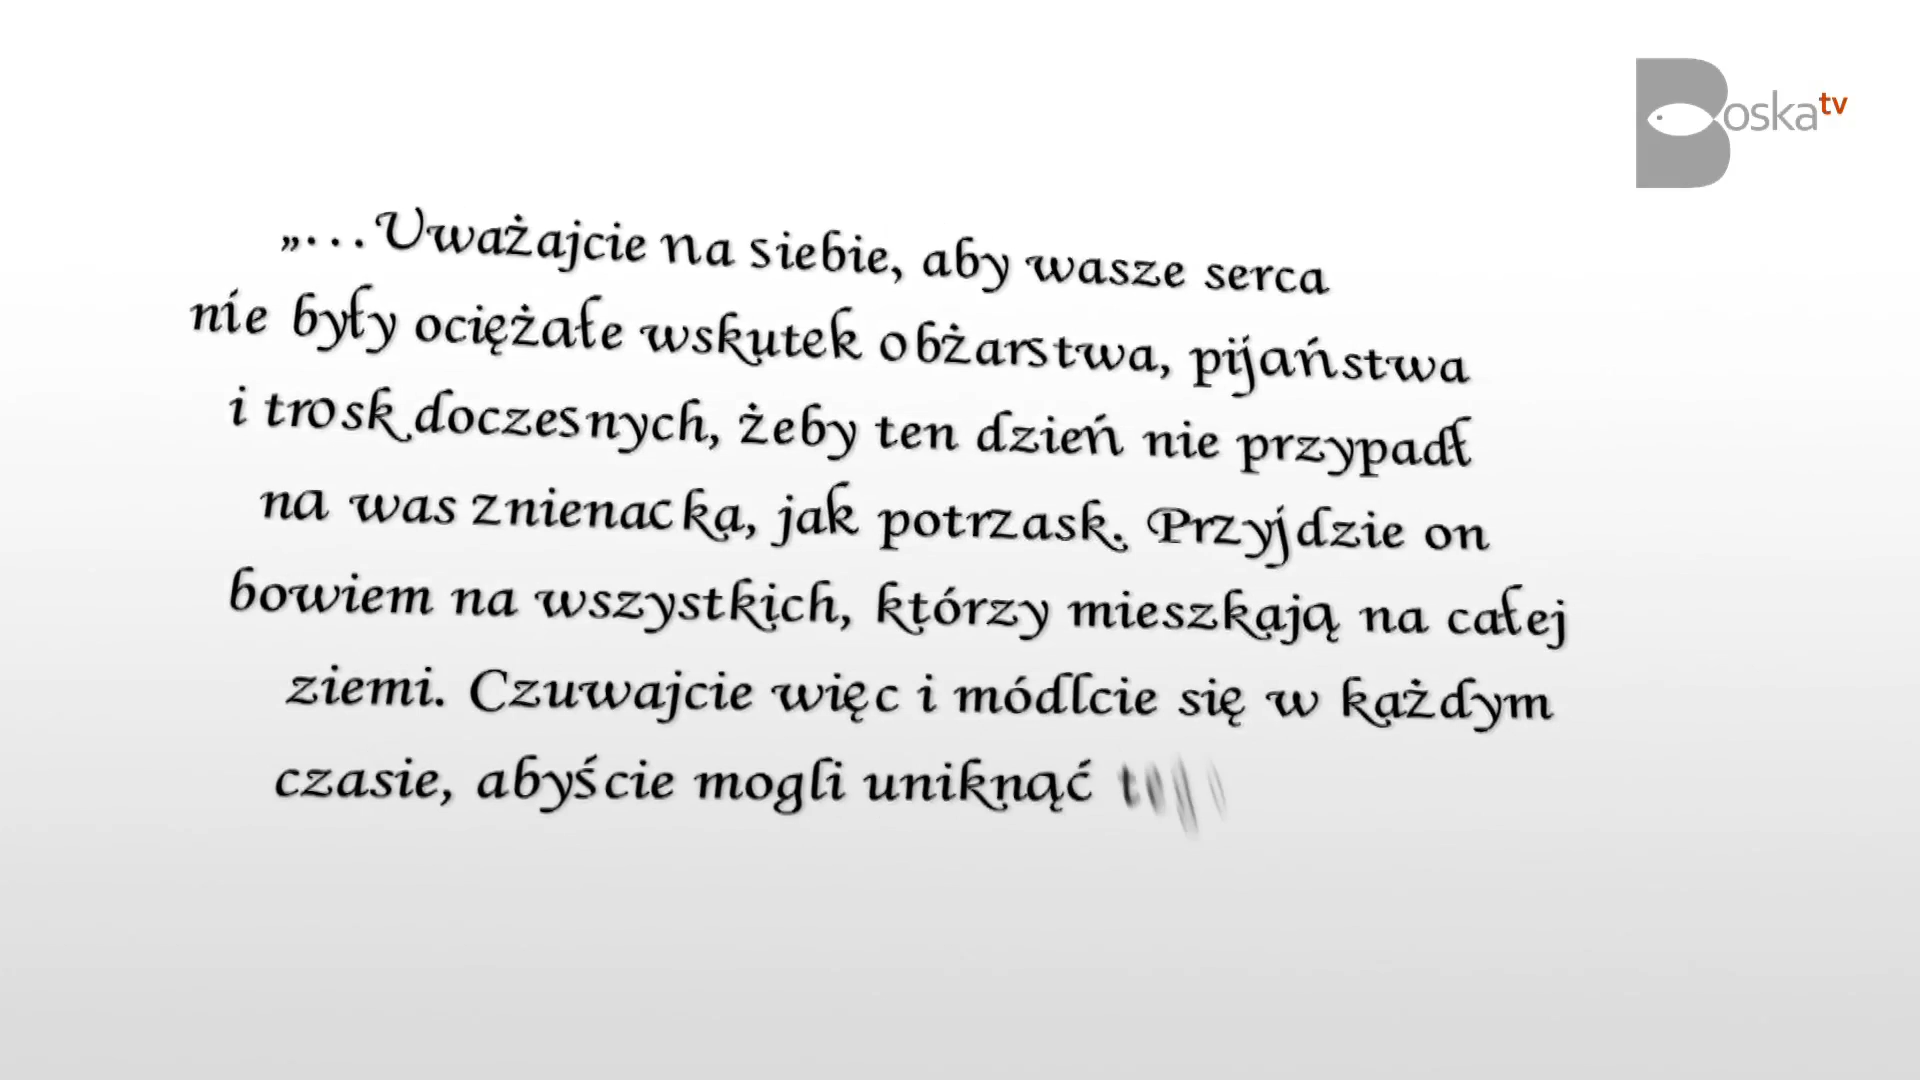 Boska tv
„...Uważajcie na siebie, aby wasze serca
nie były ociężałe wskutek obżarstwa, pijaństwa
i trosk doczesnych, żeby ten dzień nie przypadł
na was znienacka, jak potrzask. Przyjdzie on
bowiem na wszystkich, którzy mieszkają na całej
ziemi. Czuwajcie więc i módlcie się w każdym
czasie, abyście mogli uniknąć